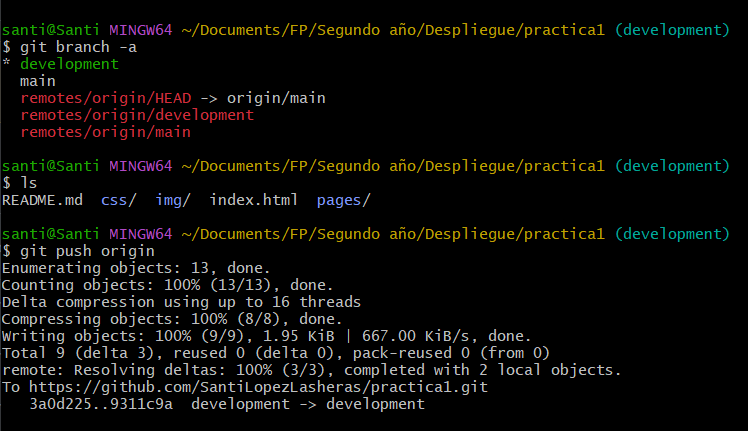 santi@Santi MINGW64 ~/Documents/FP/Segundo año/Despliegue/practica1 (development)
$ git branch -a
* development
  main
  remotes/origin/HEAD -> origin/main
  remotes/origin/development
  remotes/origin/main
santi@Santi MINGW64 ~/Documents/FP/Segundo año/Despliegue/practica1 (development)
$ ls
README.md  css/  img/  index.html  pages/
santi@Santi MINGW64 ~/Documents/FP/Segundo año/Despliegue/practica1 (development)
$ git push origin
Enumerating objects: 13, done.
Counting objects: 100% (13/13), done.
Delta compression using up to 16 threads
Compressing objects: 100% (8/8), done.
Writing objects: 100% (9/9), 1.95 KiB | 667.00 KiB/s, done.
Total 9 (delta 3), reused 0 (delta 0), pack-reused 0 (from 0)
remote: Resolving deltas: 100% (3/3), completed with 2 local objects.
To https://github.com/SantiLopezLasheras/practica1.git
   3a0d225..9311c9a  development -> development